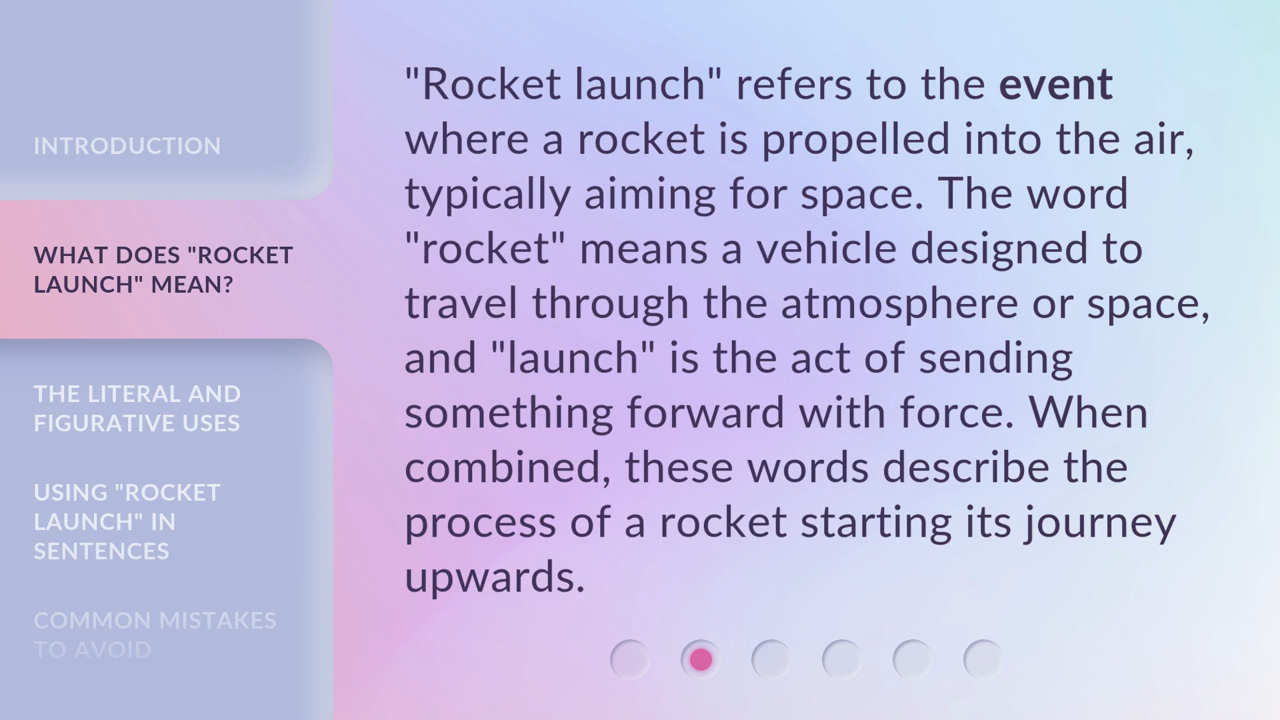 INTRODUCTION
WHAT DOES "ROCKET
LAUNCH" MEAN?
THE LITERAL AND
FIGURATIVE USES
USING "ROCKET
LAUNCH" IN
SENTENCES
COMMON MISTAKES
TO AVOID
"Rocket launch" refers to the event
where a rocket is propelled into the air,
typically aiming for space. The word
"rocket" means a vehicle designed to
travel through the atmosphere or space,
and "launch" is the act of sending
something forward with force. When
combined, these words describe the
process of a rocket starting its journey
upwards.